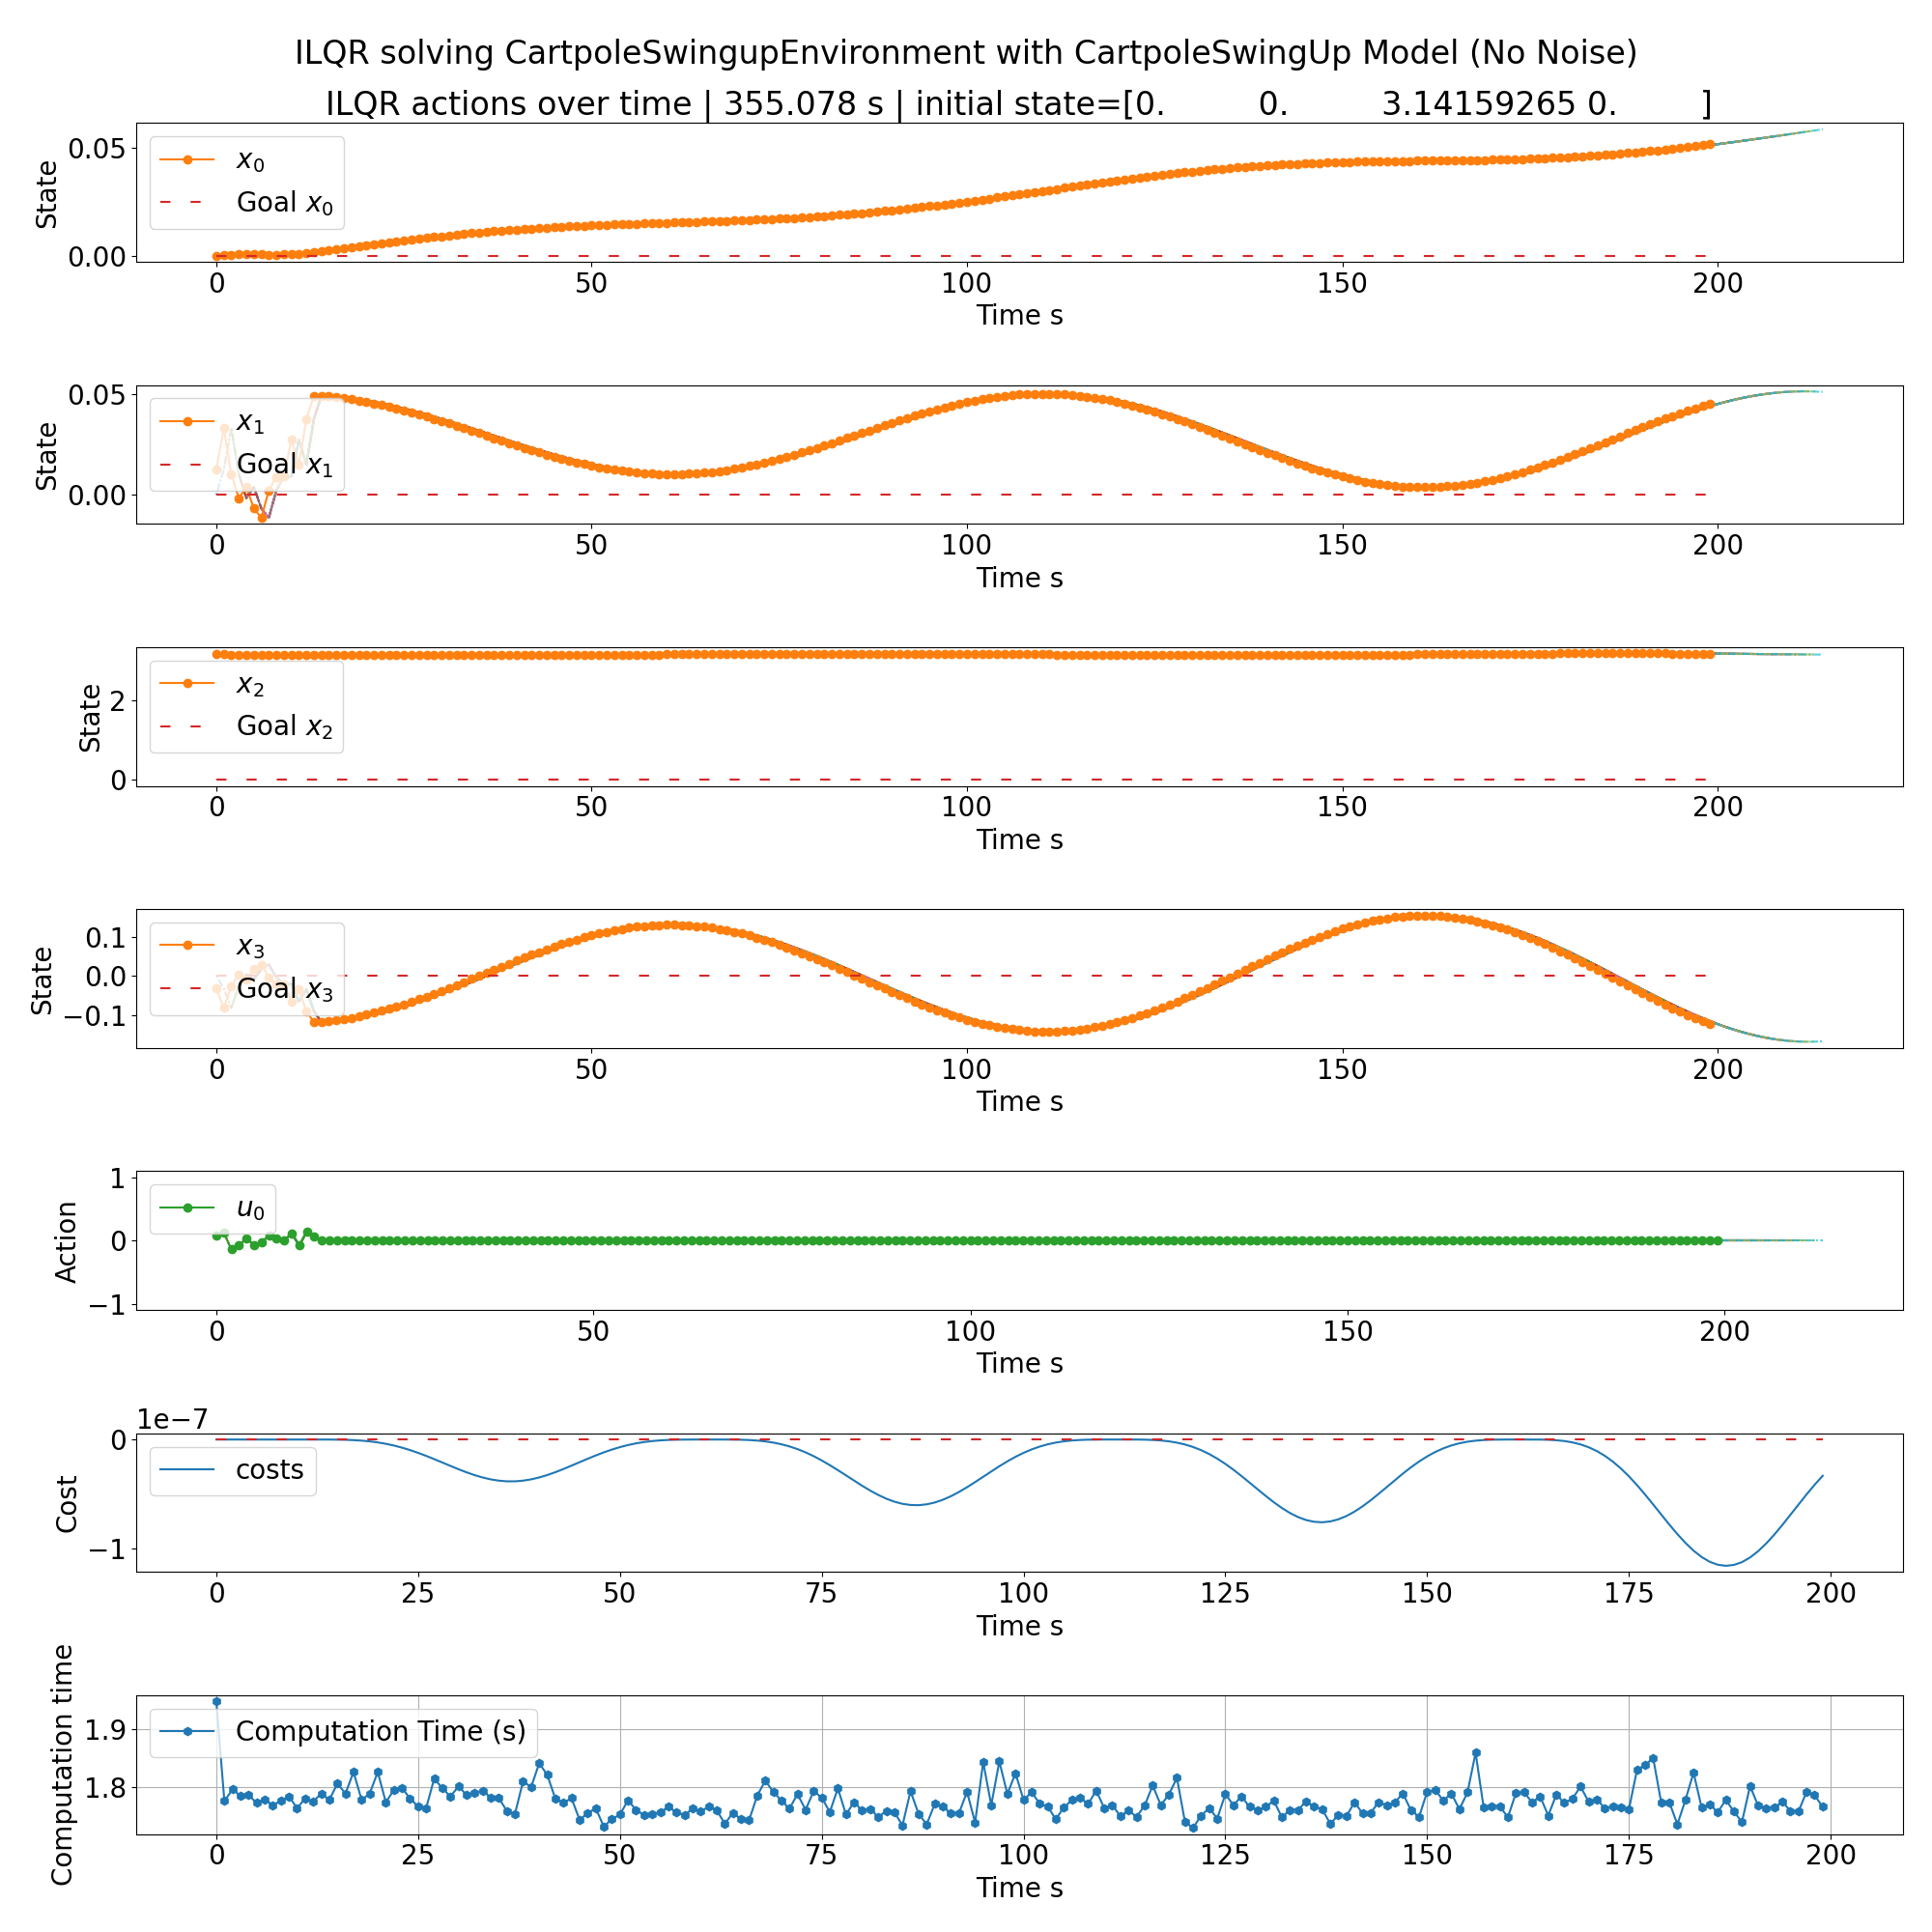 ILQR solving CartpoleSwingupEnvironment with CartpoleSwingUp Model (No Noise)
ILQR actions over time | 355.078 s | initial state=[0. 0. 3.14159265 0. ]
State
0.05
0.00
x0
Goal x0
0 50 100 150 200
Time s
State
0.05
0.00
x1
Goal x1
0 50 100 150 200
Time s
State
2
0
x2
Goal x2
0 50 100 150 200
Time s
State
0.1
0.0
−0.1
x3
Goal x3
0 50 100 150 200
Time s
Action
1
0
−1
u0
0 50 100 150 200
Time s
1e−7
Cost
0
−1
costs
0 25 50 75 100 125 150 175 200
Time s
Computation time
1.9
1.8
Computation Time (s)
0 25 50 75 100 125 150 175 200
Time s